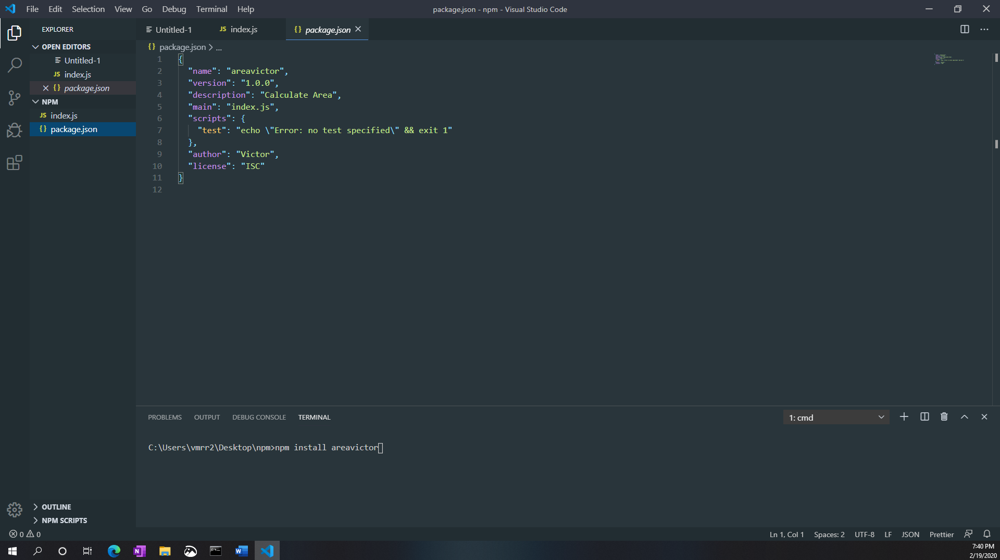 File Edit Selection View Go Debug Terminal Help
package.json - npm - Visual Studio Code
EXPLORER
OPEN EDITORS
Untitled-1
JS index.js
{} package.json
NPM
JS index.js
{} package.json
OUTLINE
NPM SCRIPTS
Untitled-1
JS index.js
{} package.json
{} package.json > ...
1 {
2 "name": "areavictor",
3 "version": "1.0.0",
4 "description": "Calculate Area",
5 "main": "index.js",
6 "scripts": {
7 "test": "echo \"Error: no test specified\" && exit 1"
8 },
9 "author": "Victor",
10 "license": "ISC"
11 }
12
PROBLEMS OUTPUT DEBUG CONSOLE TERMINAL
1: cmd
C:\Users\vmrr2\Desktop\npm>npm install areavictor
0 0
Ln 1, Col 1 Spaces: 2 UTF-8 LF JSON Prettier
7:40 PM
2/19/2020